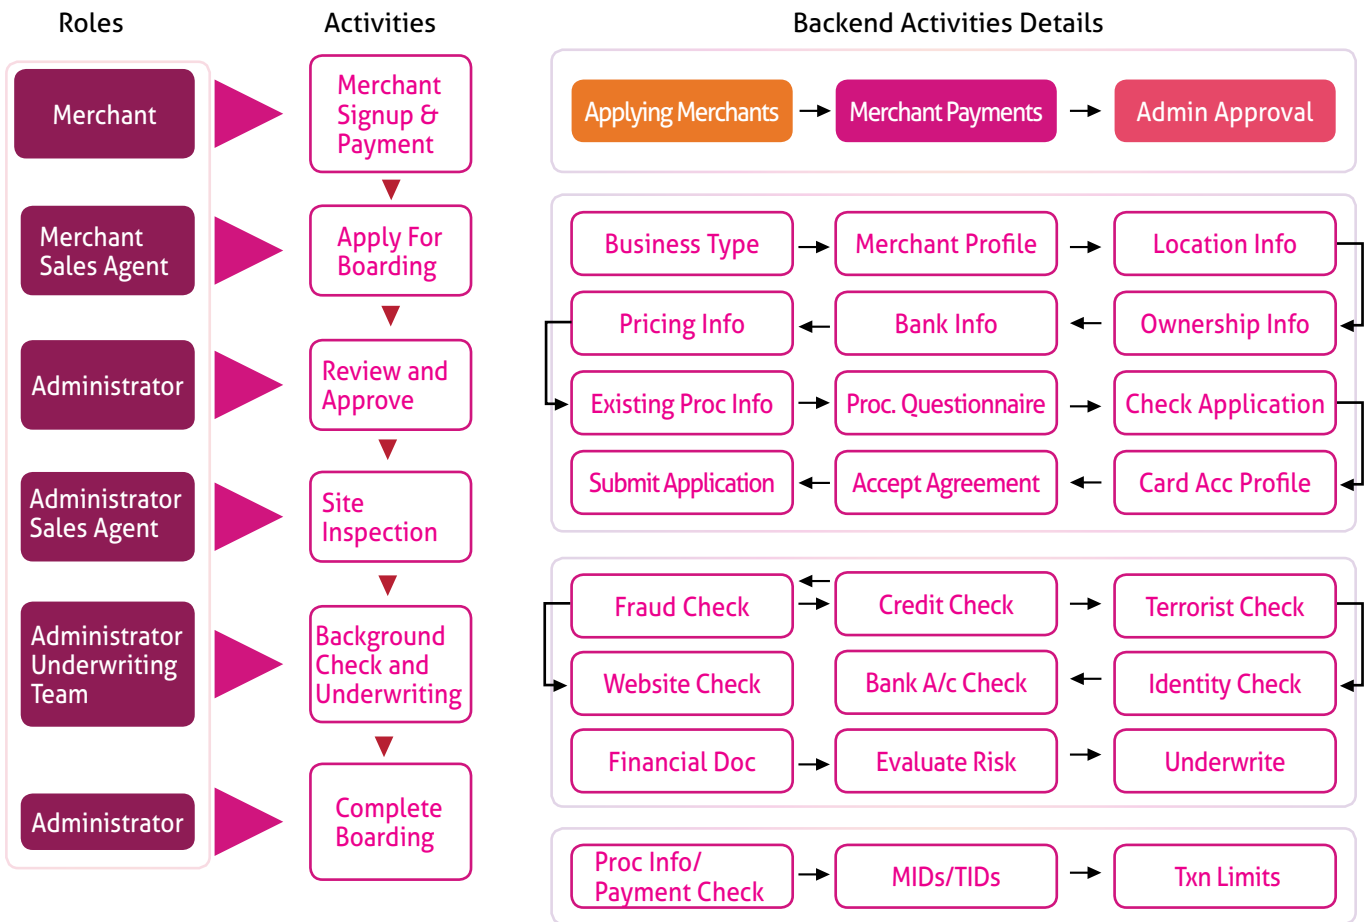 Roles
Activities
Backend Activities Details
Merchant
Merchant
Signup &
Payment
Applying Merchants
Merchant Payments
Admin Approval
Merchant
Sales Agent
Apply For
Boarding
Business Type
Merchant Profile
Location Info
Pricing Info
Bank Info
Ownership Info
Administrator
Review and
Approve
Existing Proc Info
Proc. Questionnaire
Check Application
Submit Application
Accept Agreement
Card Acc Profile
Administrator
Sales Agent
Site
Inspection
Fraud Check
Credit Check
Terrorist Check
Administrator
Underwriting
Team
Background
Check and
Underwriting
Website Check
Bank A/c Check
Identity Check
Financial Doc
Evaluate Risk
Underwrite
Administrator
Complete
Boarding
Proc Info/
Payment Check
MIDs/TIDs
Txn Limits